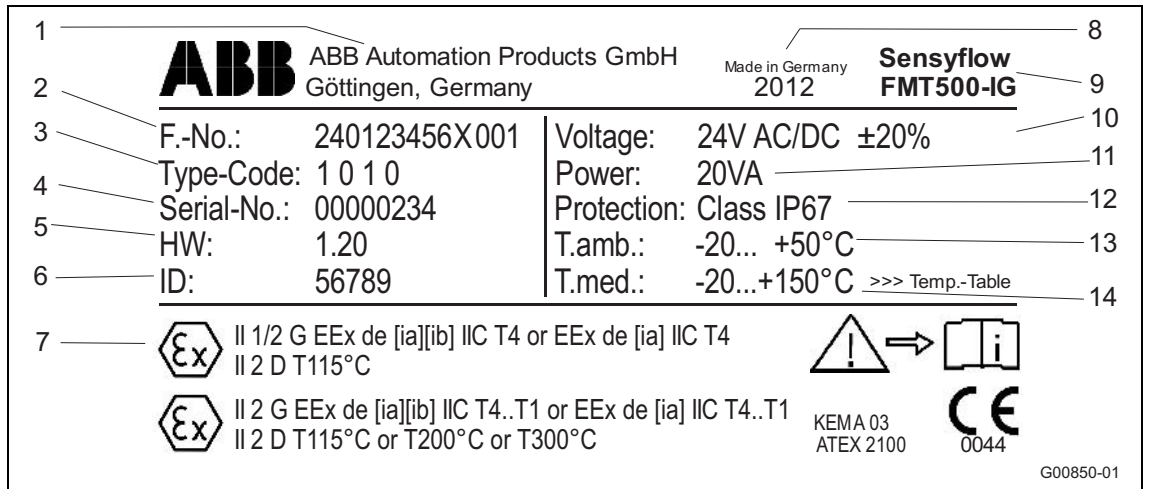 1
ABB ABB Automation Products GmbH
Göttingen, Germany
Made in Germany
2012
Sensyflow
FMT500-IG
8
9
2
F.-No.: 240123456X001
3
Type-Code: 1 0 1 0
4
Serial-No.: 00000234
5
HW: 1.20
6
ID: 56789
Voltage: 24V AC/DC ±20%
10
Power: 20VA
11
Protection: Class IP67
12
T.amb.: -20... +50°C
13
T.med.: -20...+150°C >>> Temp.-Table
14
7
Ex II 1/2 G EEx de [ia][ib] IIC T4 or EEx de [ia] IIC T4
II 2 D T115°C
i
Ex II 2 G EEx de [ia][ib] IIC T4..T1 or EEx de [ia] IIC T4..T1
II 2 D T115°C or T200°C or T300°C
KEMA 03
ATEX 2100
CE
0044
G00850-01